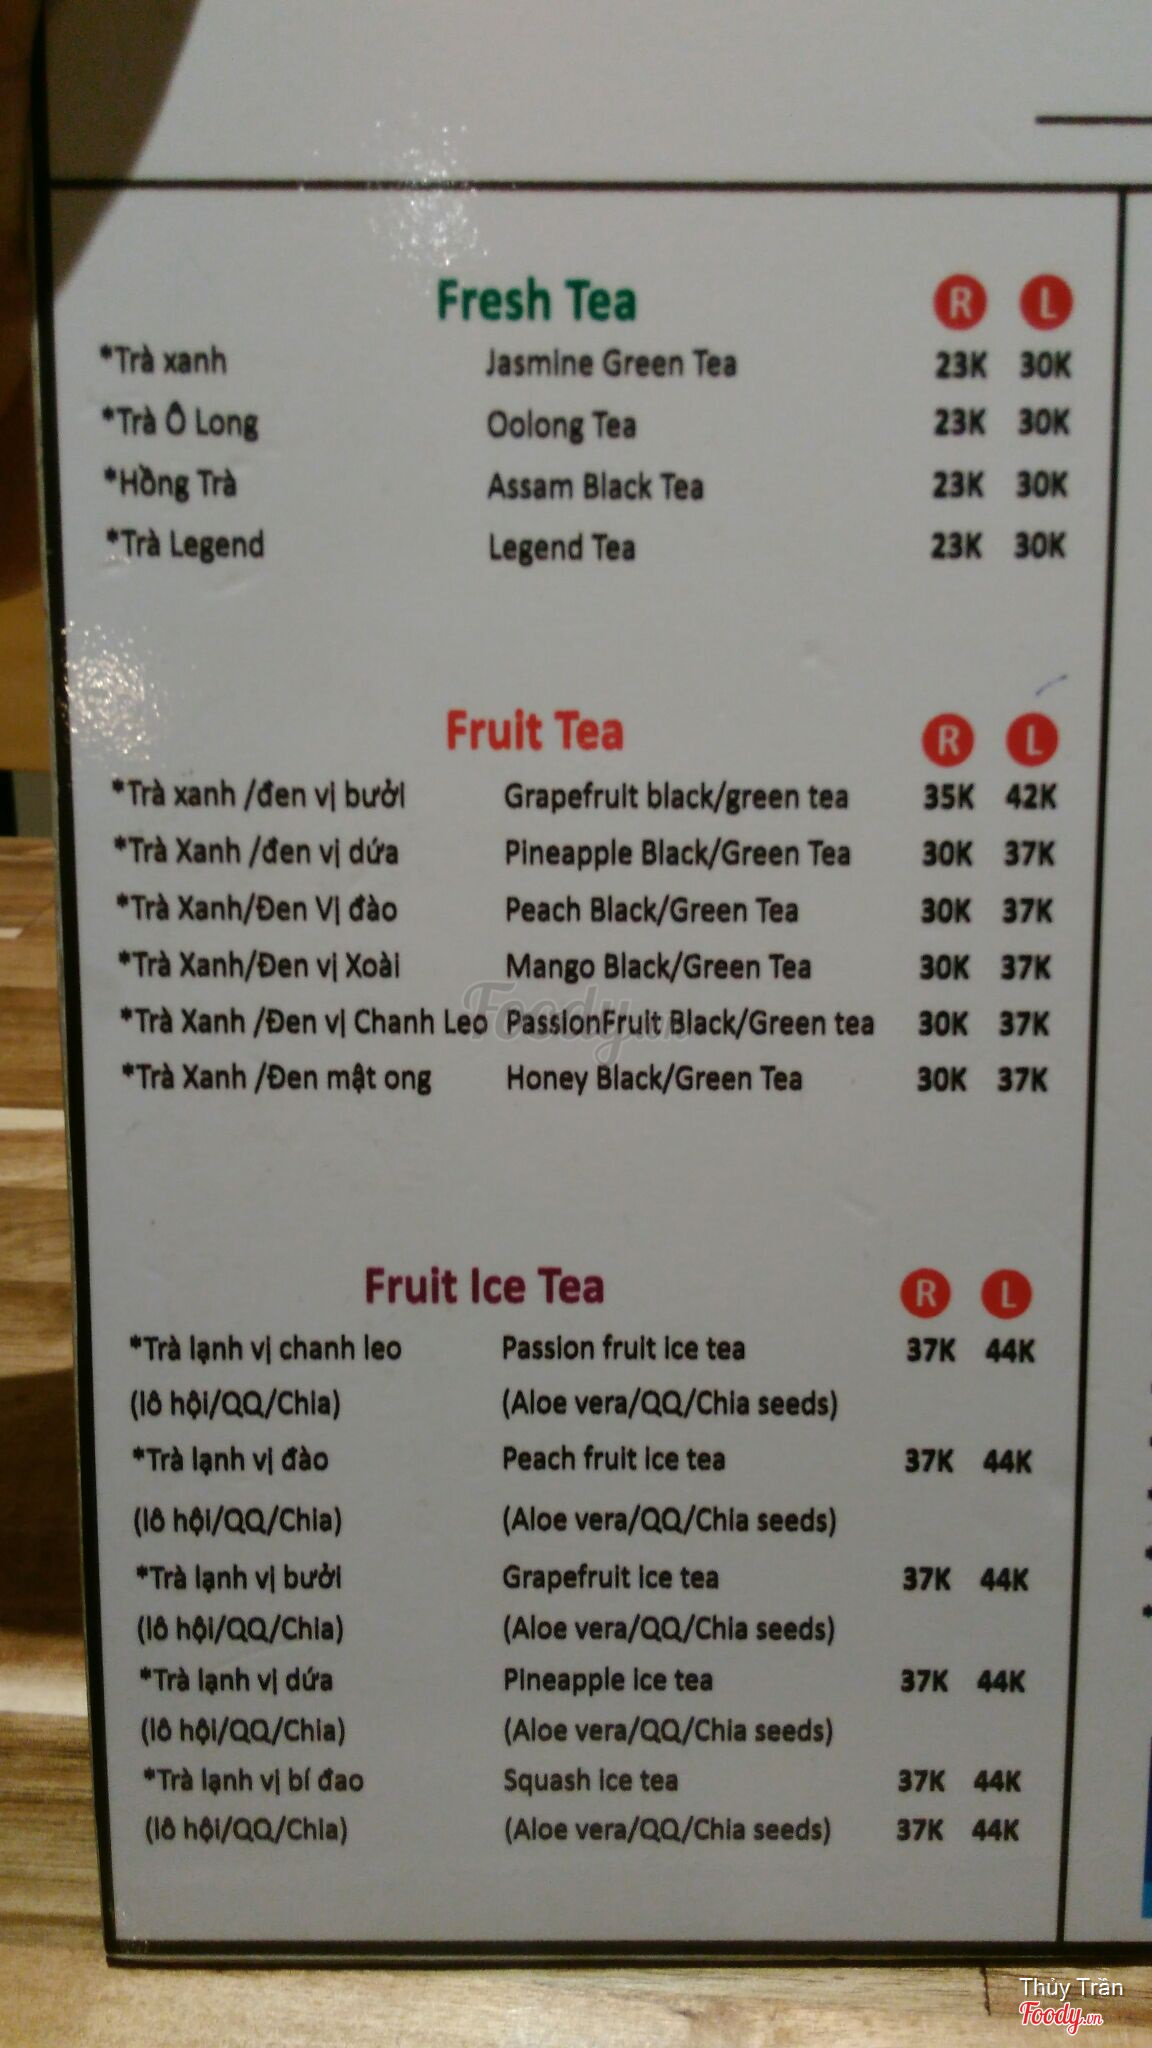 Fresh Tea R L
*Trà xanh Jasmine Green Tea 23K 30K
*Trà Ô Long Oolong Tea 23K 30K
*Hồng Trà Assam Black Tea 23K 30K
*Trà Legend Legend Tea 23K 30K
Fruit Tea R L
*Trà xanh /đen vị bưởi Grapefruit black/green tea 35K 42K
*Trà Xanh /đen vị dứa Pineapple Black/Green Tea 30K 37K
*Trà Xanh/Đen Vị đào Peach Black/Green Tea 30K 37K
*Trà Xanh/Đen vị Xoài Mango Black/Green Tea 30K 37K
*Trà Xanh /Đen vị Chanh Leo PassionFruit Black/Green tea 30K 37K
Foody.vn
*Trà Xanh /Đen mật ong Honey Black/Green Tea 30K 37K
Fruit Ice Tea R L
*Trà lạnh vị chanh leo Passion fruit ice tea 37K 44K
(lô hội/QQ/Chia) (Aloe vera/QQ/Chia seeds)
*Trà lạnh vị đào Peach fruit ice tea 37K 44K
(lô hội/QQ/Chia) (Aloe vera/QQ/Chia seeds)
*Trà lạnh vị bưởi Grapefruit ice tea 37K 44K
(lô hội/QQ/Chia) (Aloe vera/QQ/Chia seeds)
*Trà lạnh vị dứa Pineapple ice tea 37K 44K
(lô hội/QQ/Chia) (Aloe vera/QQ/Chia seeds)
*Trà lạnh vị bí đao Squash ice tea 37K 44K
(lô hội/QQ/Chia) (Aloe vera/QQ/Chia seeds) 37K 44K
Thủy Trần
Foody.vn